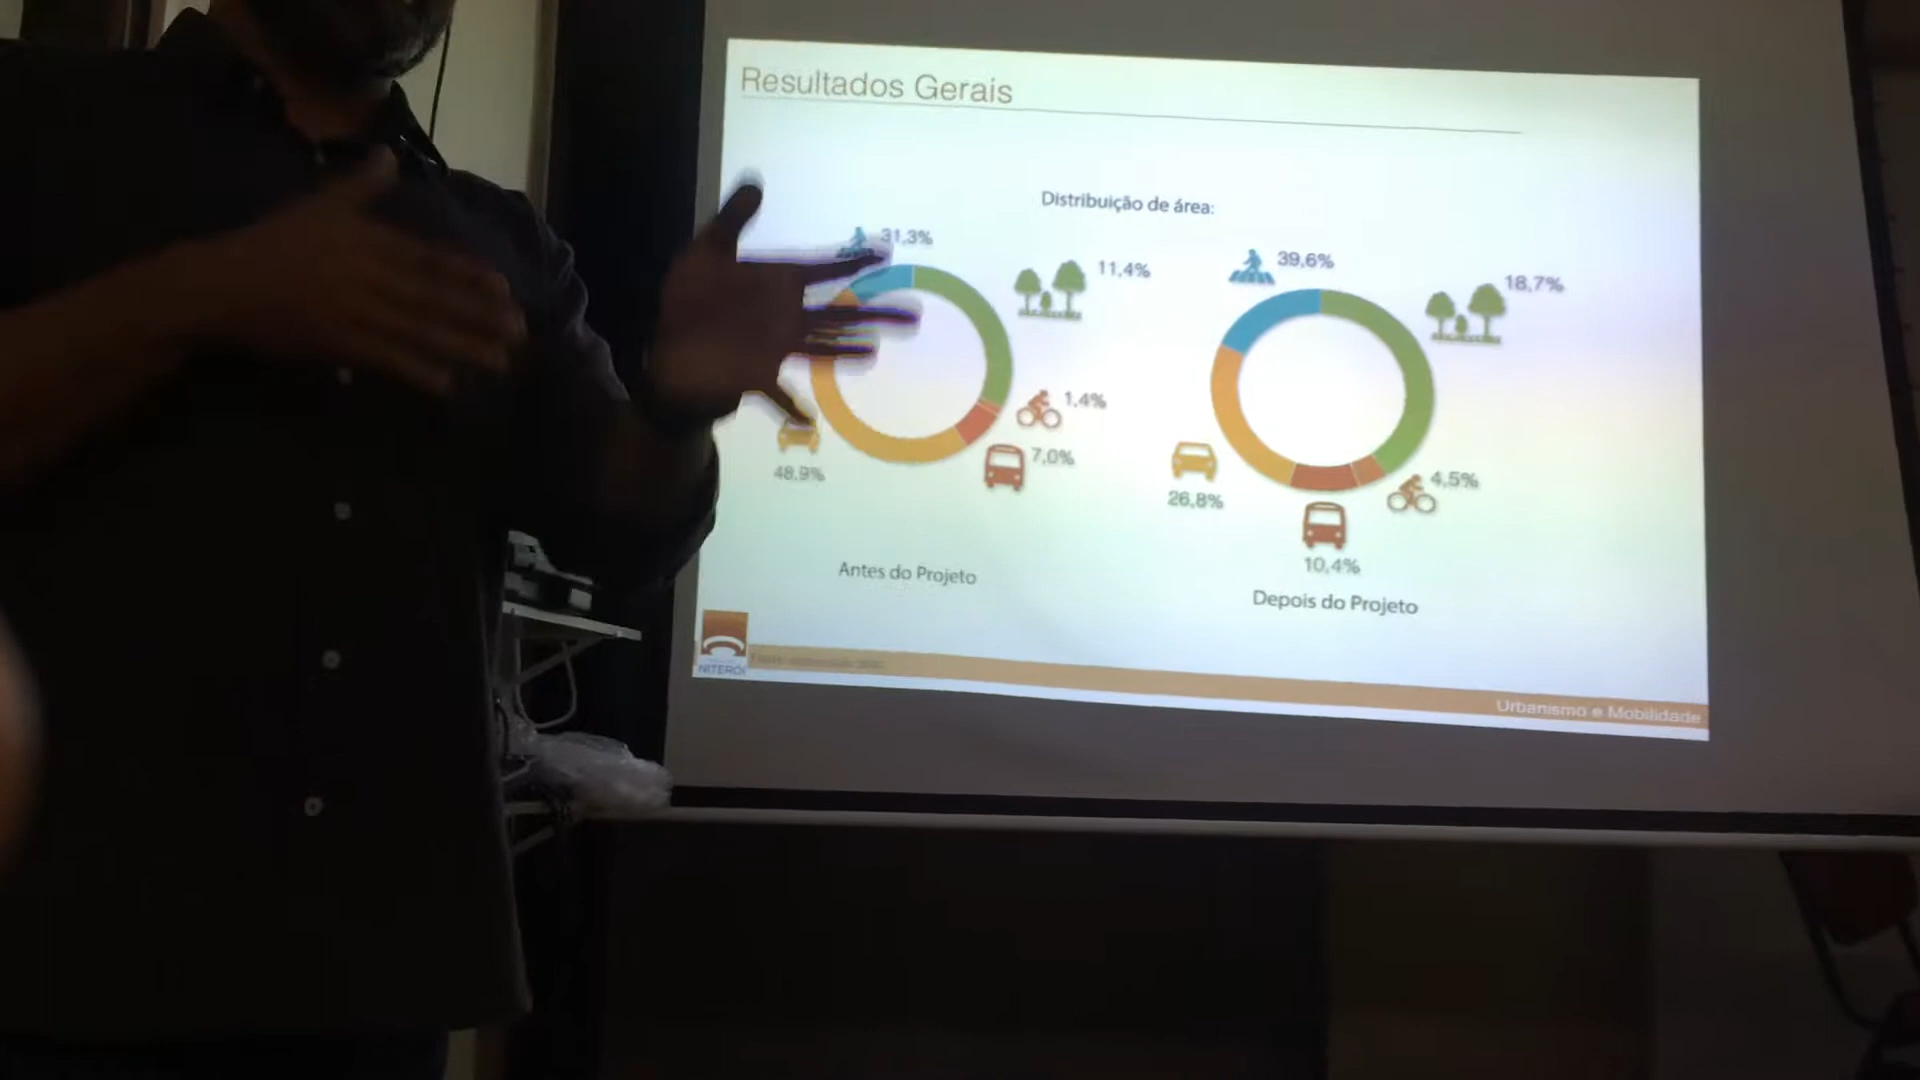 Resultados Gerais
Distribuição de área:
31,3%
11,4%
1,4%
7,0%
48,9%
Antes do Projeto
39,6%
18,7%
4,5%
10,4%
26,8%
Depois do Projeto
NITERÓI
Urbanismo e Mobilidade